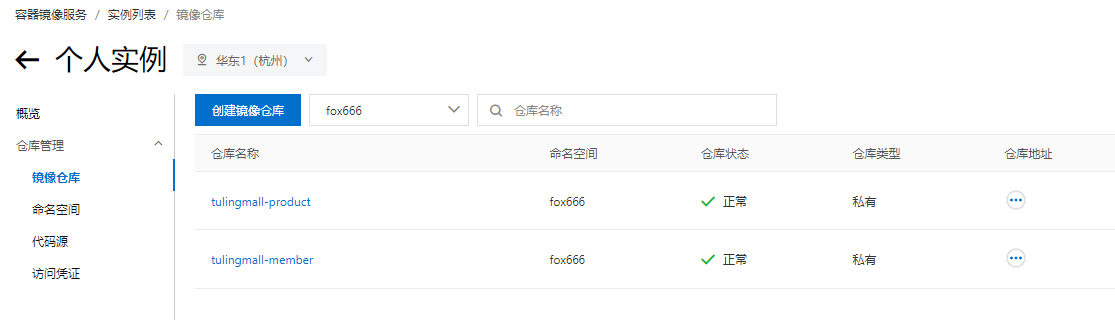 容器镜像服务 / 实例列表 / 镜像仓库
个人实例 华东1（杭州）
概览
仓库管理
镜像仓库
命名空间
代码源
访问凭证
创建镜像仓库 fox666 仓库名称
仓库名称 命名空间 仓库状态 仓库类型 仓库地址
tulingmall-product fox666 正常 私有
tulingmall-member fox666 正常 私有